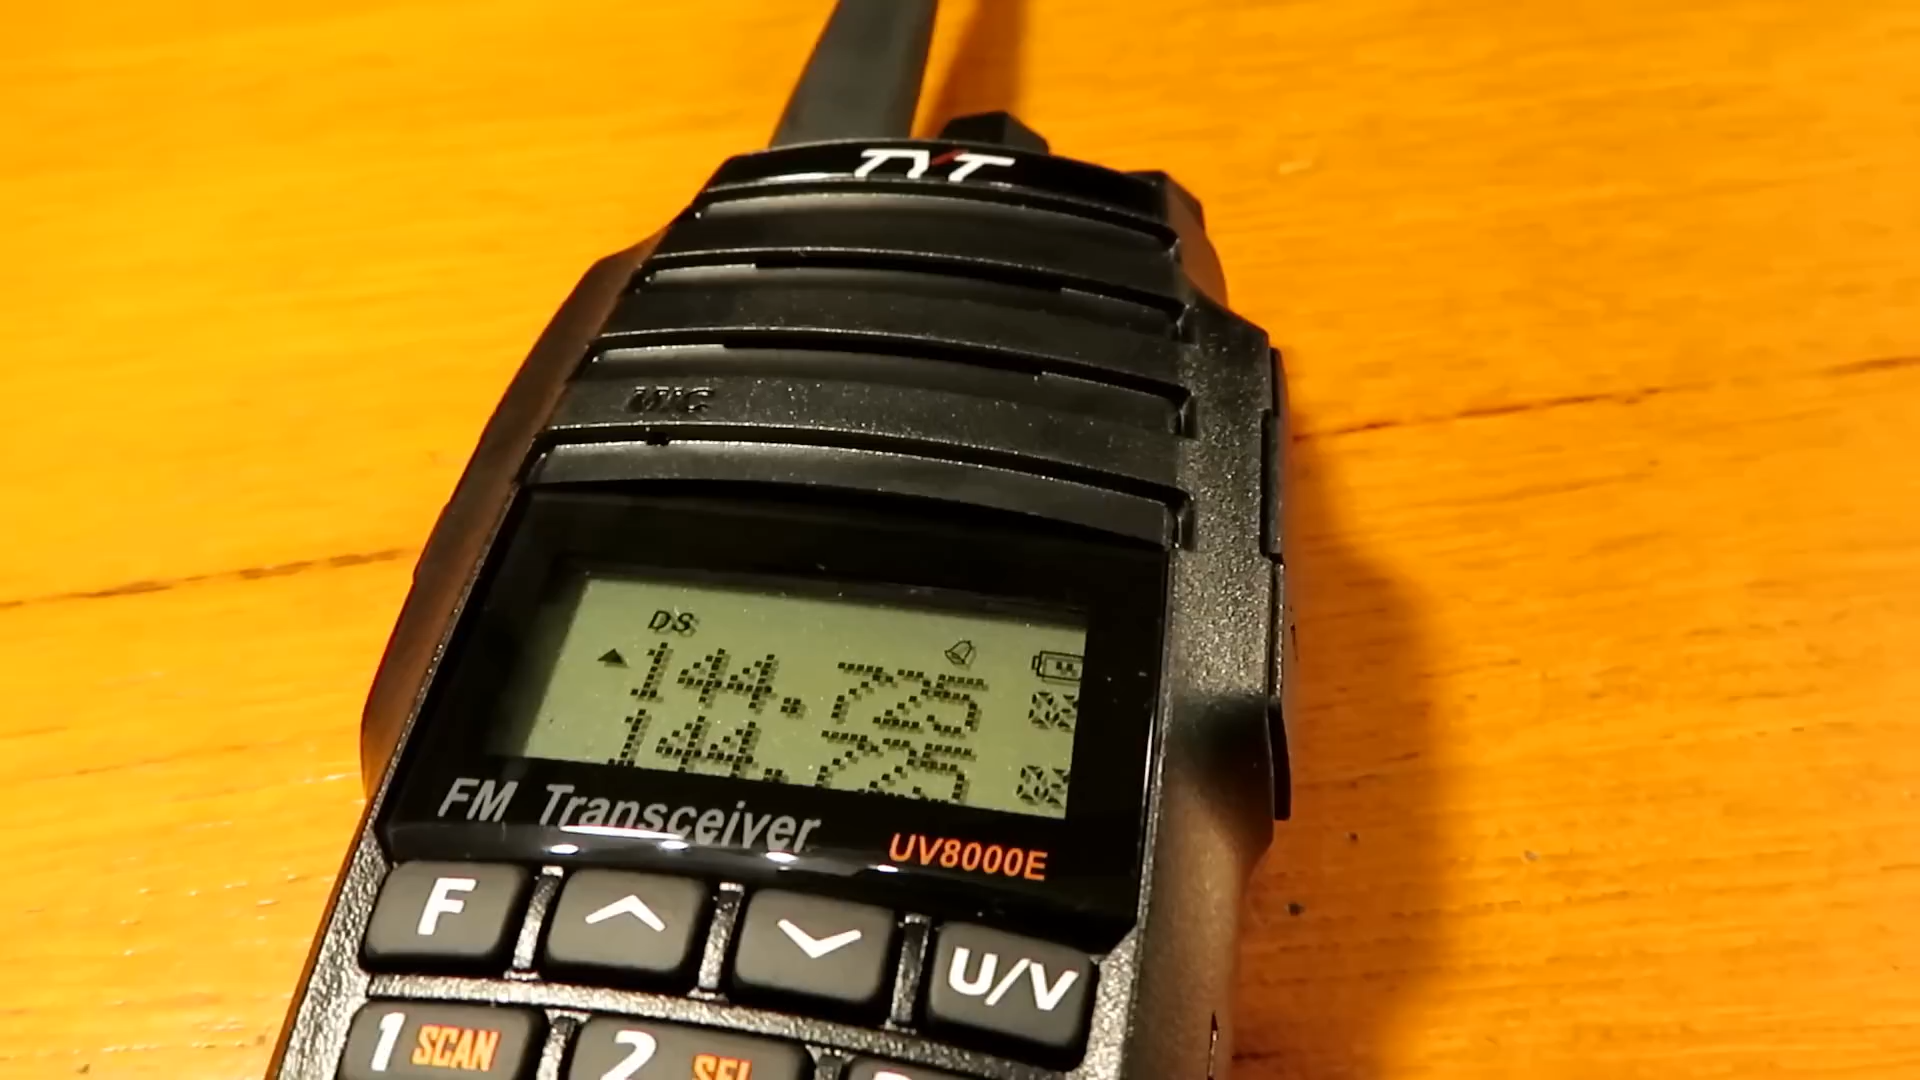 TYT
MIC
DS
144.725
144.725
FM Transceiver
UV8000E
F
U/V
1 SCAN
2